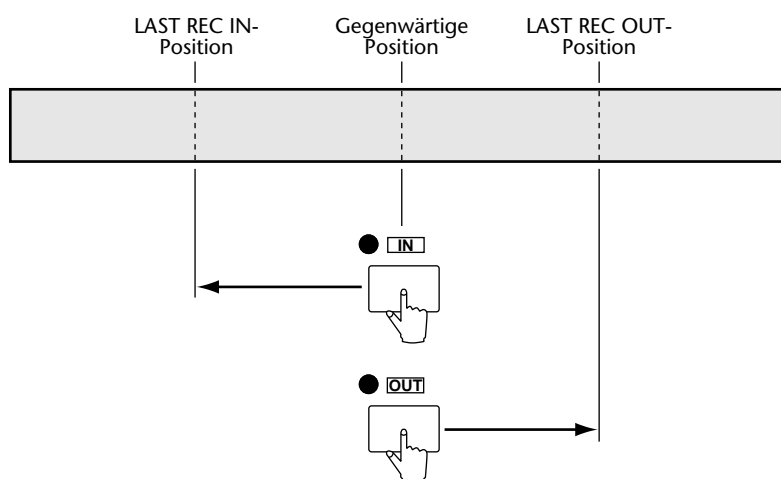 LAST REC IN-
Position
Gegenwärtige
Position
LAST REC OUT-
Position
IN
OUT